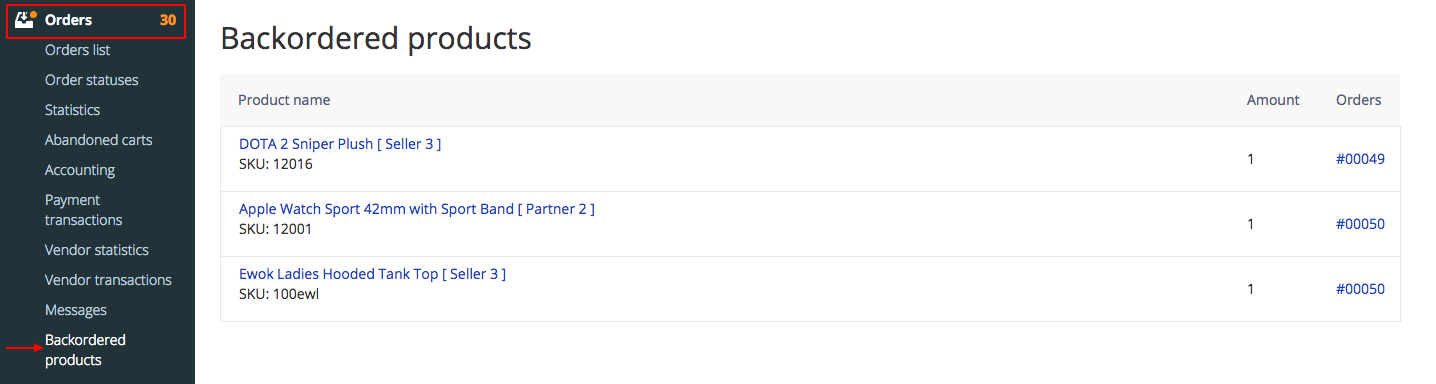 Orders 30
Orders list
Order statuses
Statistics
Abandoned carts
Accounting
Payment
transactions
Vendor statistics
Vendor transactions
Messages
Backordered
products
Backordered products
Product name Amount Orders
DOTA 2 Sniper Plush [ Seller 3 ]
SKU: 12016
1 #00049
Apple Watch Sport 42mm with Sport Band [ Partner 2 ]
SKU: 12001
1 #00050
Ewok Ladies Hooded Tank Top [ Seller 3 ]
SKU: 100ewl
1 #00050